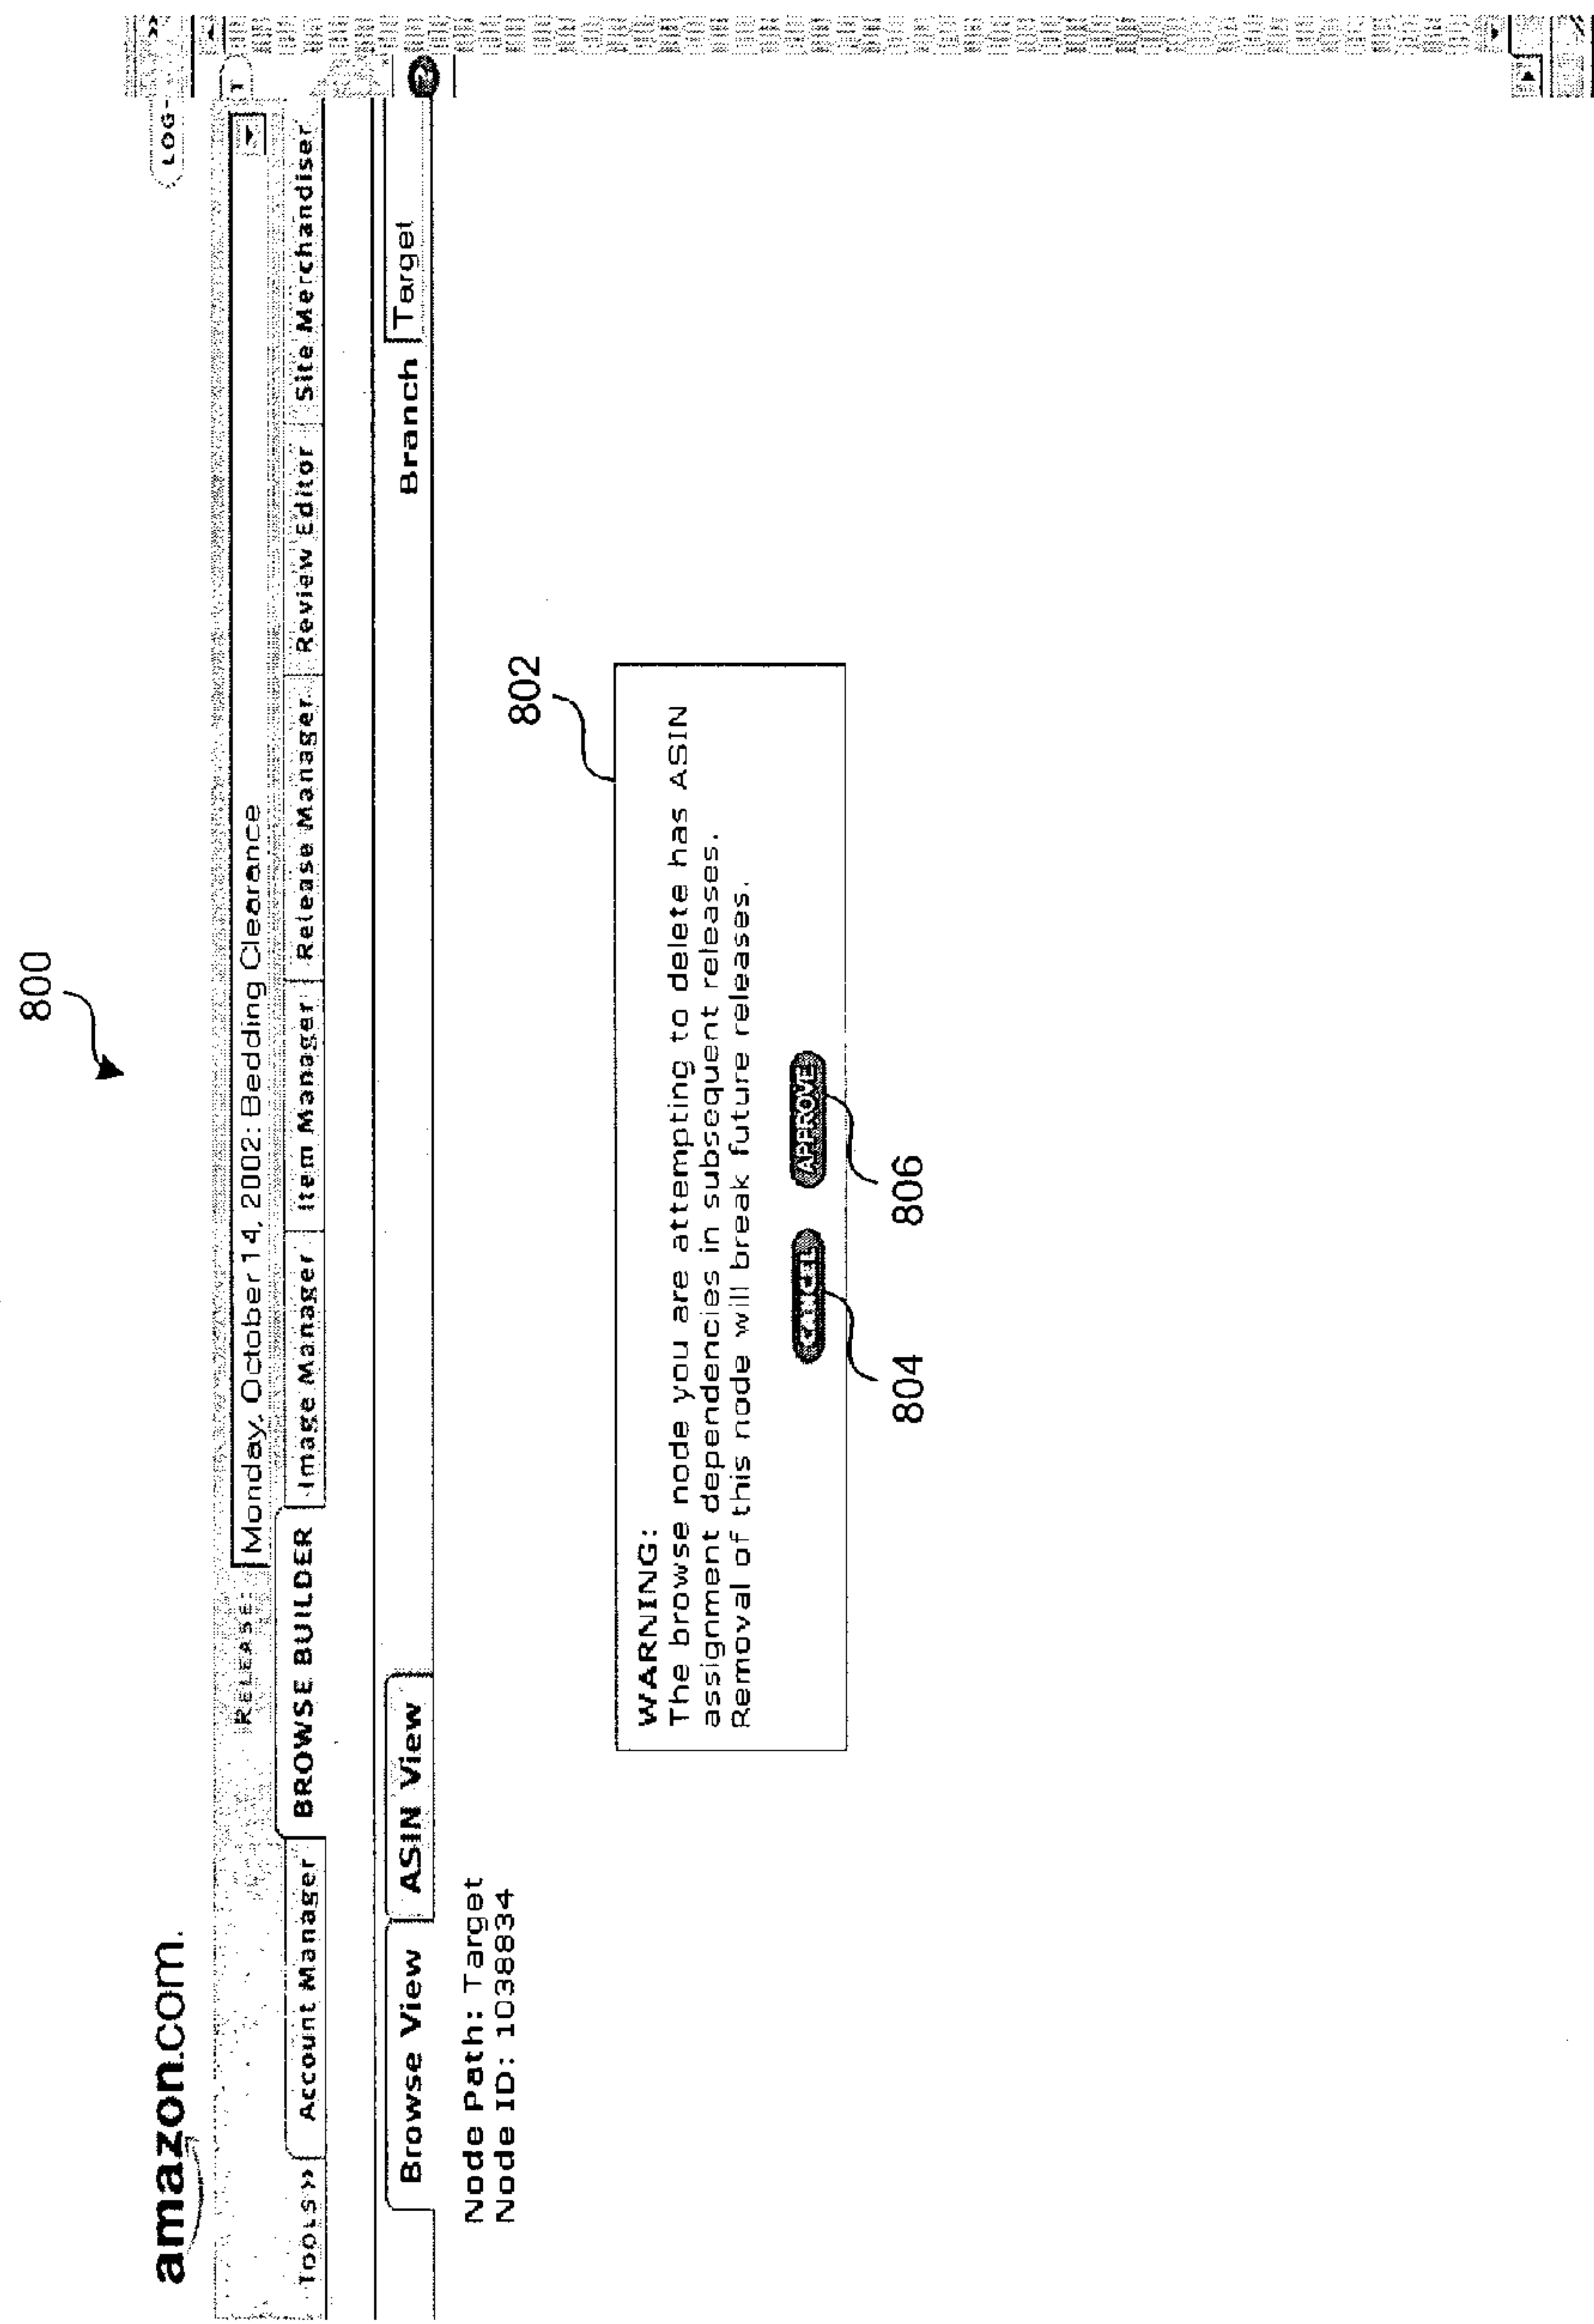 800
amazon.com.
LOG-
RELEASE: Monday, October 14, 2002: Bedding Clearance
TOOLS >> Account Manager BROWSE BUILDER Image Manager Item Manager Release Manager Review Editor Site Merchandiser
Browse View ASIN View Branch Target ?
Node Path: Target
Node ID: 1038834
802
WARNING:
The browse node you are attempting to delete has ASIN
assignment dependencies in subsequent releases.
Removal of this node will break future releases.
CANCEL APPROVE
804 806